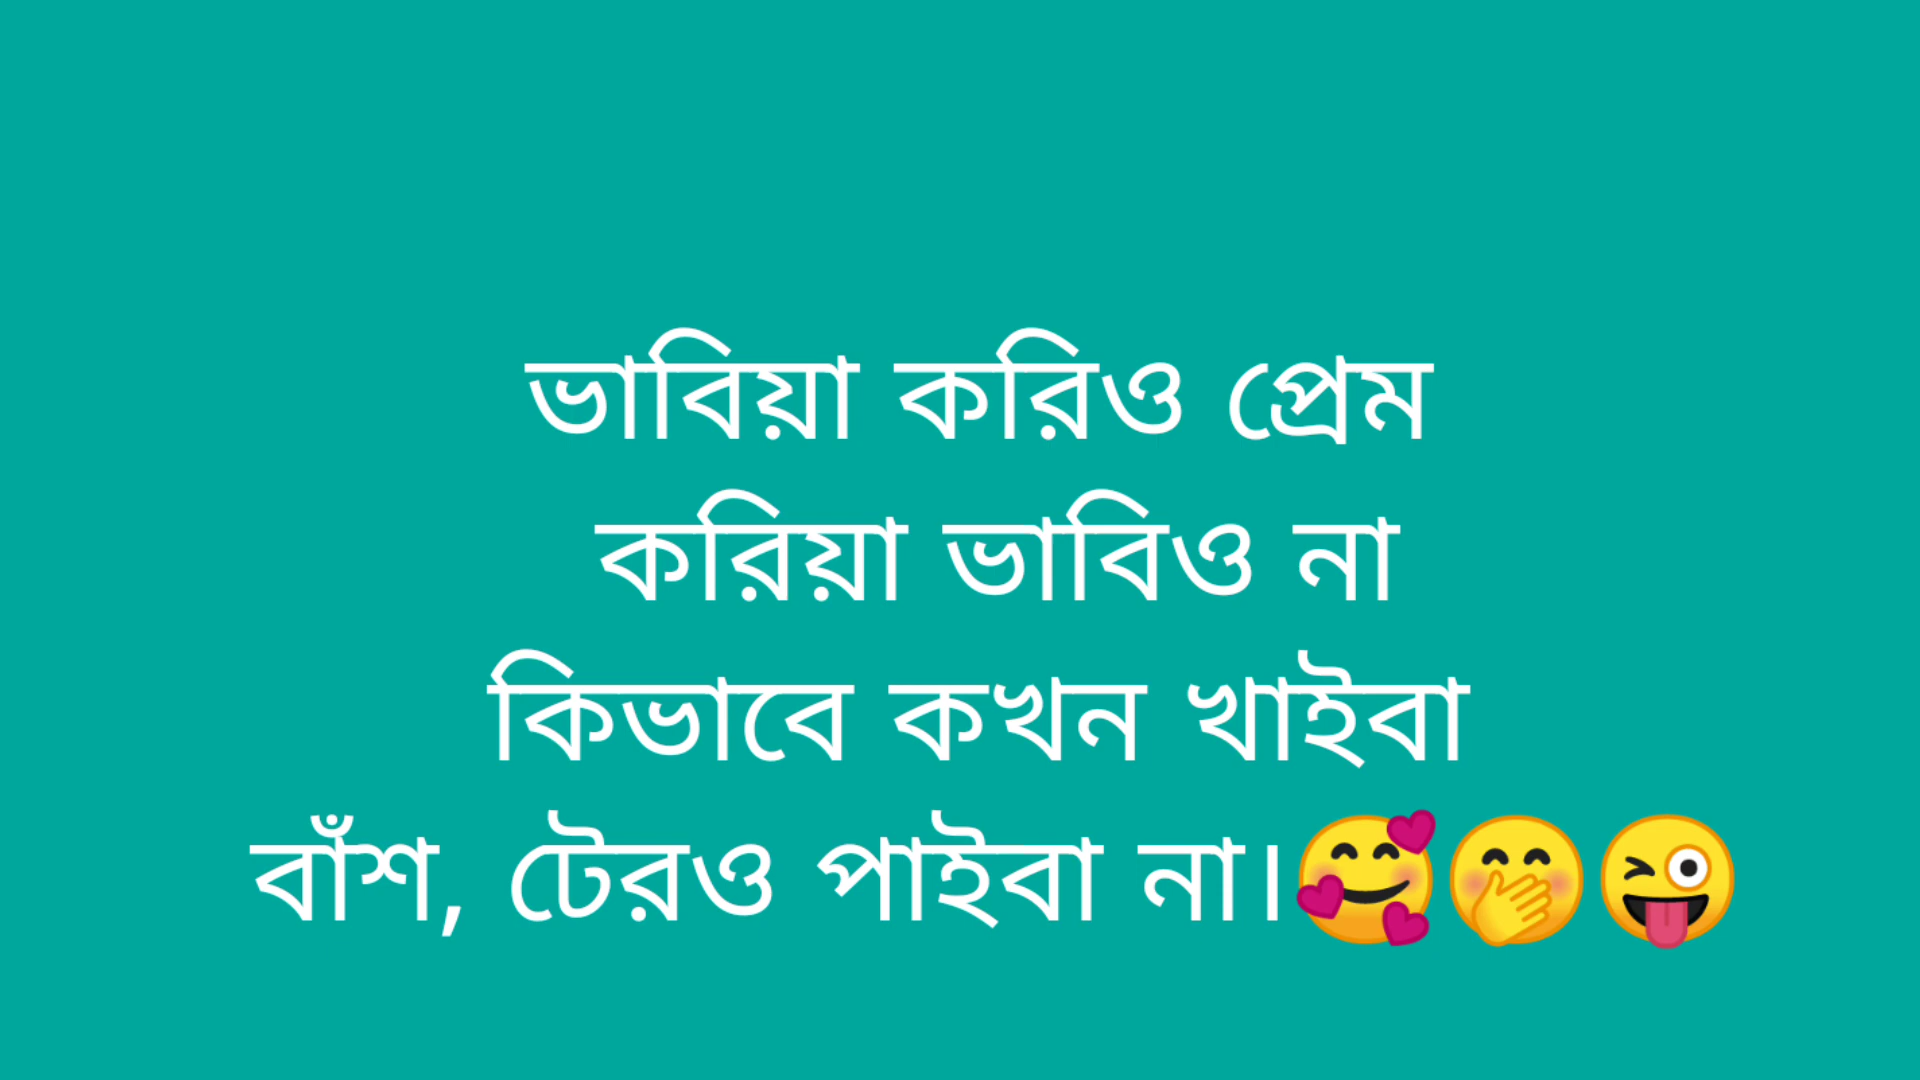 ভাবিয়া করিও প্রেম
করিয়া ভাবিও না
কিভাবে কখন খাইবা
বাঁশ, টেরও পাইবা না।🥰🤭😜